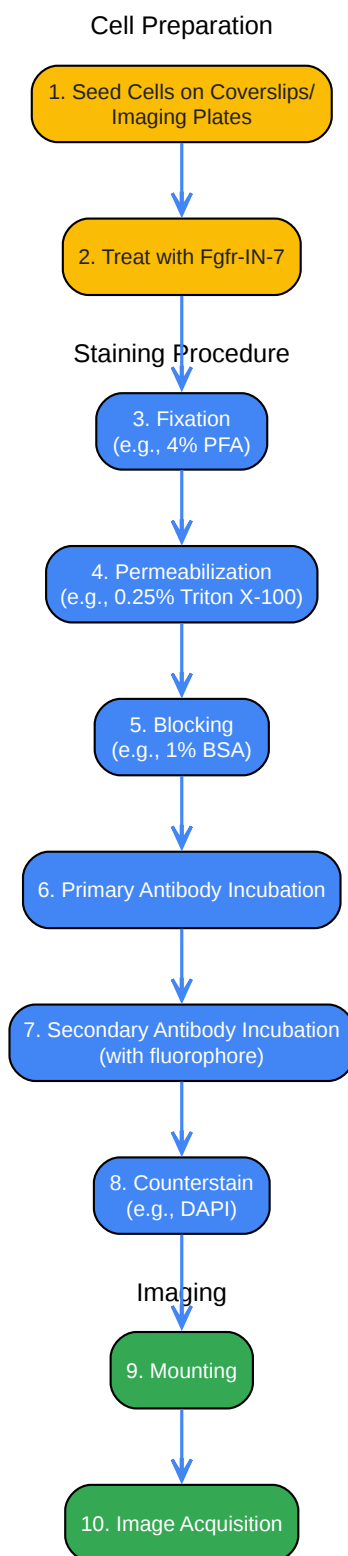 Cell Preparation
1. Seed Cells on Coverslips/
Imaging Plates
2. Treat with Fgfr-IN-7
Staining Procedure
3. Fixation
(e.g., 4% PFA)
4. Permeabilization
(e.g., 0.25% Triton X-100)
5. Blocking
(e.g., 1% BSA)
6. Primary Antibody Incubation
7. Secondary Antibody Incubation
(with fluorophore)
8. Counterstain
(e.g., DAPI)
Imaging
9. Mounting
10. Image Acquisition